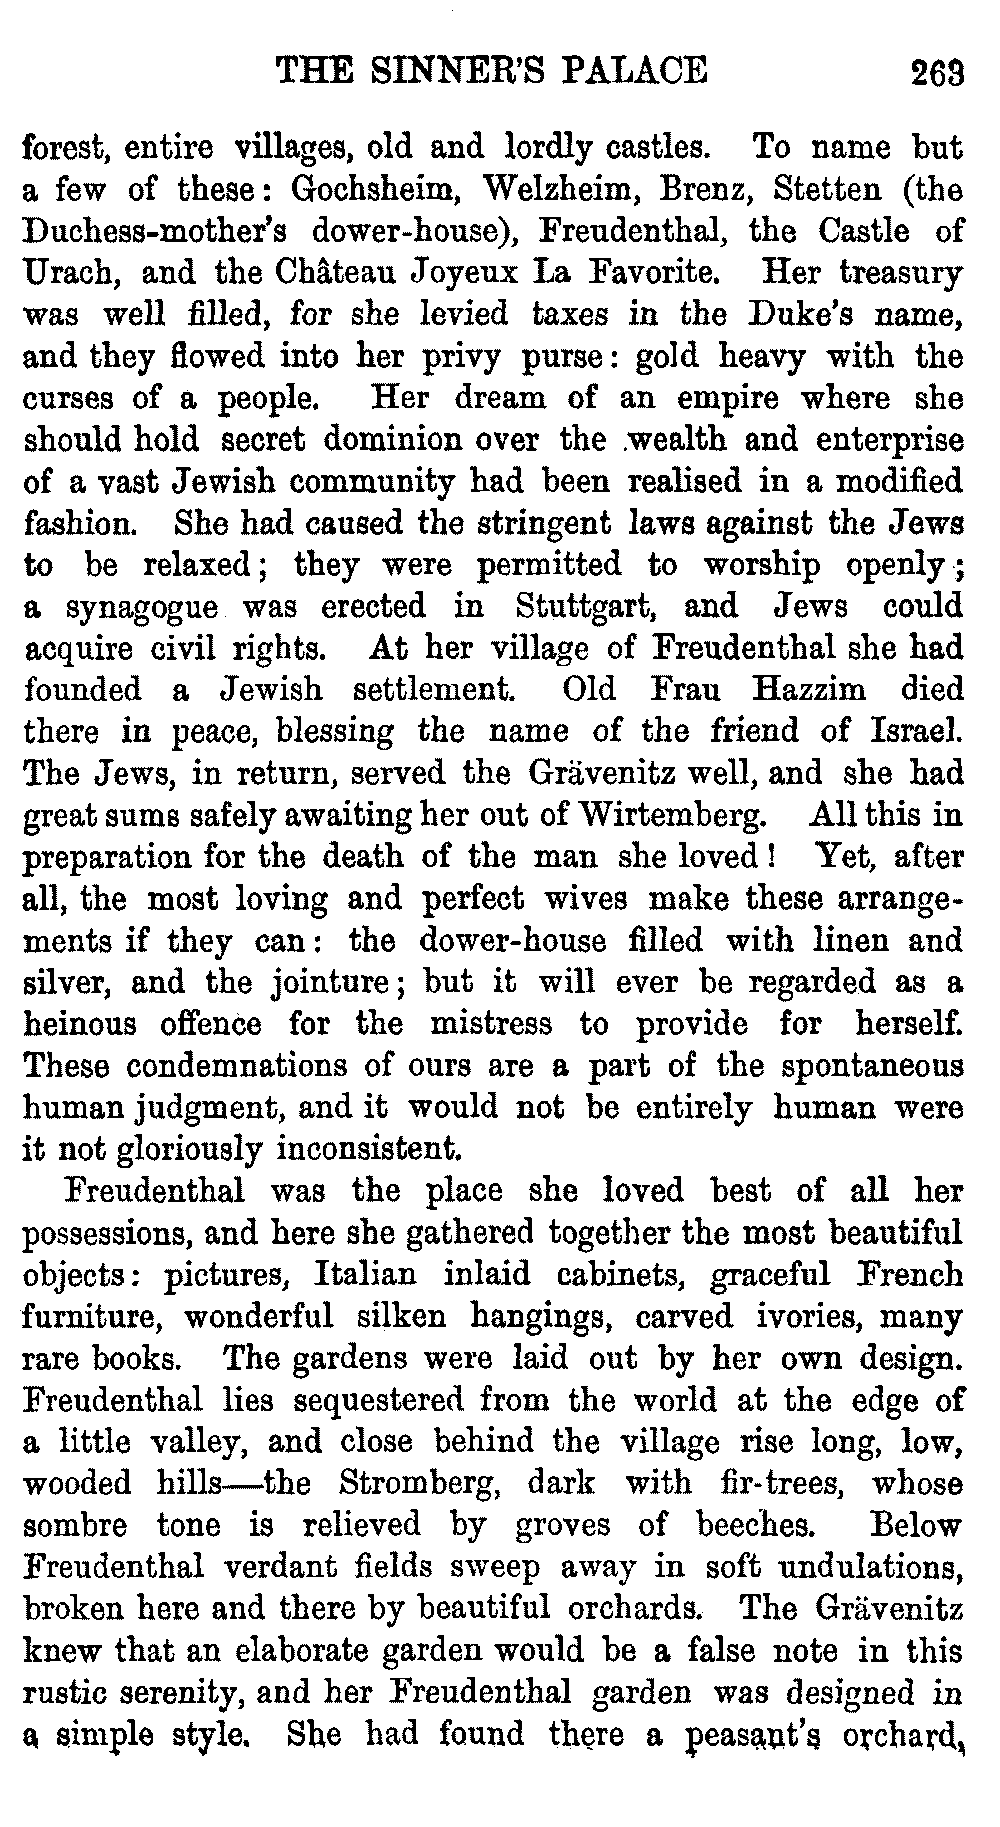 THE SINNER'S PALACE 263
forest, entire villages, old and lordly castles. To name but
a few of these: Gochsheim, Welzheim, Brenz, Stetten (the
Duchess-mother's dower-house), Freudenthal, the Castle of
Urach, and the Château Joyeux La Favorite. Her treasury
was well filled, for she levied taxes in the Duke's name,
and they flowed into her privy purse: gold heavy with the
curses of a people. Her dream of an empire where she
should hold secret dominion over the wealth and enterprise
of a vast Jewish community had been realised in a modified
fashion. She had caused the stringent laws against the Jews
to be relaxed; they were permitted to worship openly;
a synagogue was erected in Stuttgart, and Jews could
acquire civil rights. At her village of Freudenthal she had
founded a Jewish settlement. Old Frau Hazzim died
there in peace, blessing the name of the friend of Israel.
The Jews, in return, served the Grävenitz well, and she had
great sums safely awaiting her out of Wirtemberg. All this in
preparation for the death of the man she loved! Yet, after
all, the most loving and perfect wives make these arrange-
ments if they can: the dower-house filled with linen and
silver, and the jointure; but it will ever be regarded as a
heinous offence for the mistress to provide for herself.
These condemnations of ours are a part of the spontaneous
human judgment, and it would not be entirely human were
it not gloriously inconsistent.
Freudenthal was the place she loved best of all her
possessions, and here she gathered together the most beautiful
objects: pictures, Italian inlaid cabinets, graceful French
furniture, wonderful silken hangings, carved ivories, many
rare books. The gardens were laid out by her own design.
Freudenthal lies sequestered from the world at the edge of
a little valley, and close behind the village rise long, low,
wooded hills—the Stromberg, dark with fir-trees, whose
sombre tone is relieved by groves of beeches. Below
Freudenthal verdant fields sweep away in soft undulations,
broken here and there by beautiful orchards. The Grävenitz
knew that an elaborate garden would be a false note in this
rustic serenity, and her Freudenthal garden was designed in
a simple style. She had found there a peasant's orchard,